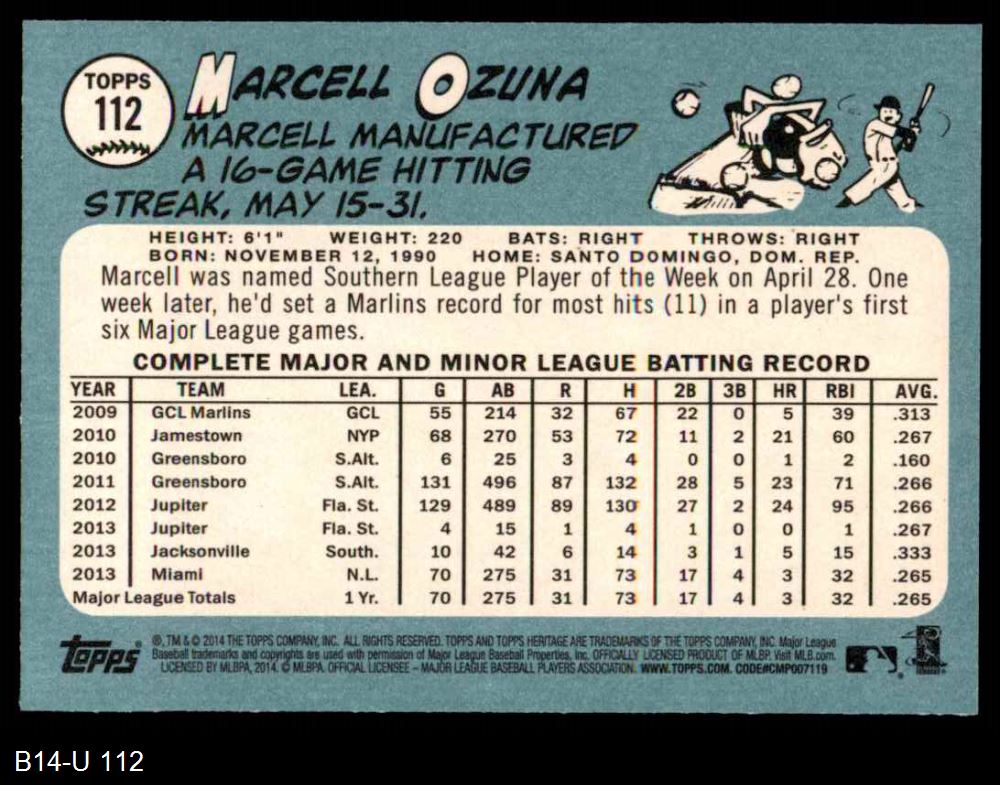 TOPPS
112
MARCELL OZUNA
MARCELL MANUFACTURED
A 16-GAME HITTING
STREAK, MAY 15-31.
HEIGHT: 6'1" WEIGHT: 220 BATS: RIGHT THROWS: RIGHT
BORN: NOVEMBER 12, 1990 HOME: SANTO DOMINGO, DOM. REP.
Marcell was named Southern League Player of the Week on April 28. One
week later, he'd set a Marlins record for most hits (11) in a player's first
six Major League games.
COMPLETE MAJOR AND MINOR LEAGUE BATTING RECORD
YEAR TEAM LEA. G AB R H 2B 3B HR RBI AVG.
2009 GCL Marlins GCL 55 214 32 67 22 0 5 39 .313
2010 Jamestown NYP 68 270 53 72 11 2 21 60 .267
2010 Greensboro S.Alt. 6 25 3 4 0 0 1 2 .160
2011 Greensboro S.Alt. 131 496 87 132 28 5 23 71 .266
2012 Jupiter Fla. St. 129 489 89 130 27 2 24 95 .266
2013 Jupiter Fla. St. 4 15 1 4 1 0 0 1 .267
2013 Jacksonville South. 10 42 6 14 3 1 5 15 .333
2013 Miami N.L. 70 275 31 73 17 4 3 32 .265
Major League Totals 1 Yr. 70 275 31 73 17 4 3 32 .265
TOPPS
®, TM & © 2014 THE TOPPS COMPANY, INC. ALL RIGHTS RESERVED. TOPPS AND TOPPS HERITAGE ARE TRADEMARKS OF THE TOPPS COMPANY, INC. Major League
Baseball trademarks and copyrights are used with permission of Major League Baseball Properties, Inc. OFFICIALLY LICENSED PRODUCT OF MLBP. Visit MLB.com.
LICENSED BY MLBPA, 2014. © MLBPA. OFFICIAL LICENSEE – MAJOR LEAGUE BASEBALL PLAYERS ASSOCIATION. WWW.TOPPS.COM. CODE#CMP007119
B14-U 112